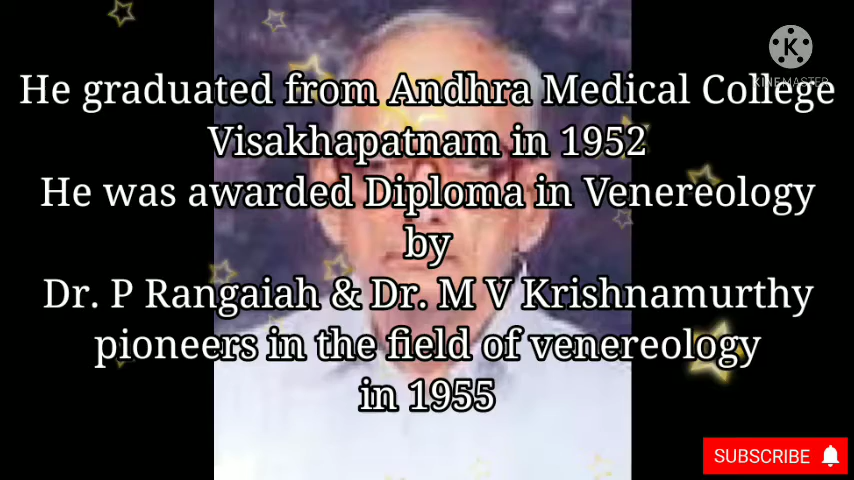 K
KINEMASTER
He graduated from Andhra Medical College
Visakhapatnam in 1952
He was awarded Diploma in Venereology
by
Dr. P Rangaiah & Dr. M V Krishnamurthy
pioneers in the field of venereology
in 1955
SUBSCRIBE